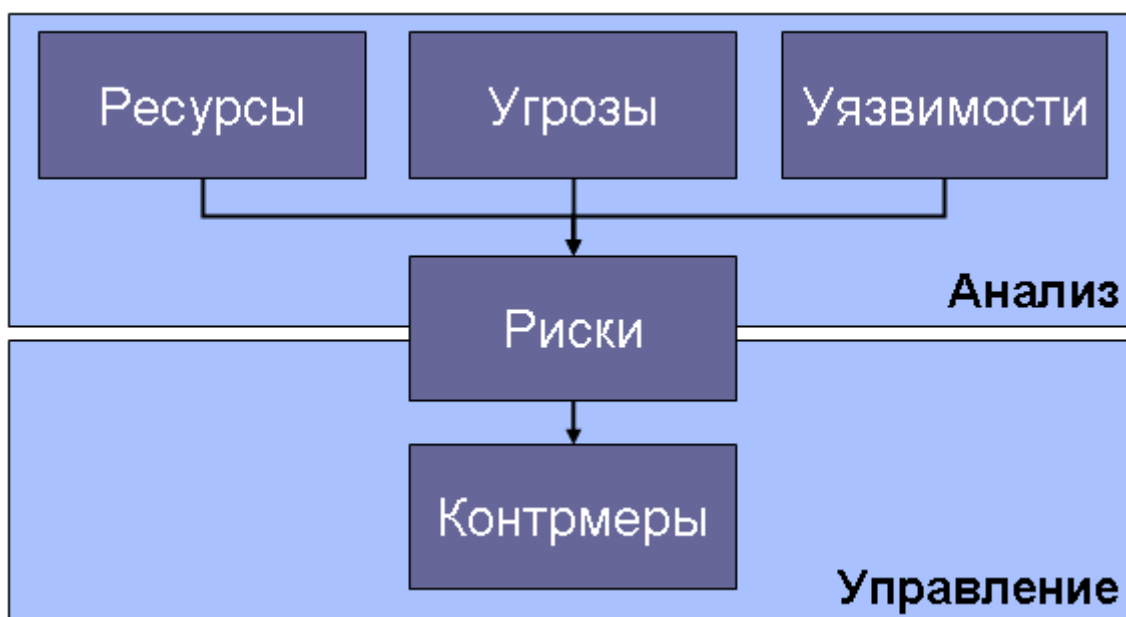 Ресурсы
Угрозы
Уязвимости
Риски
Анализ
Контрмеры
Управление